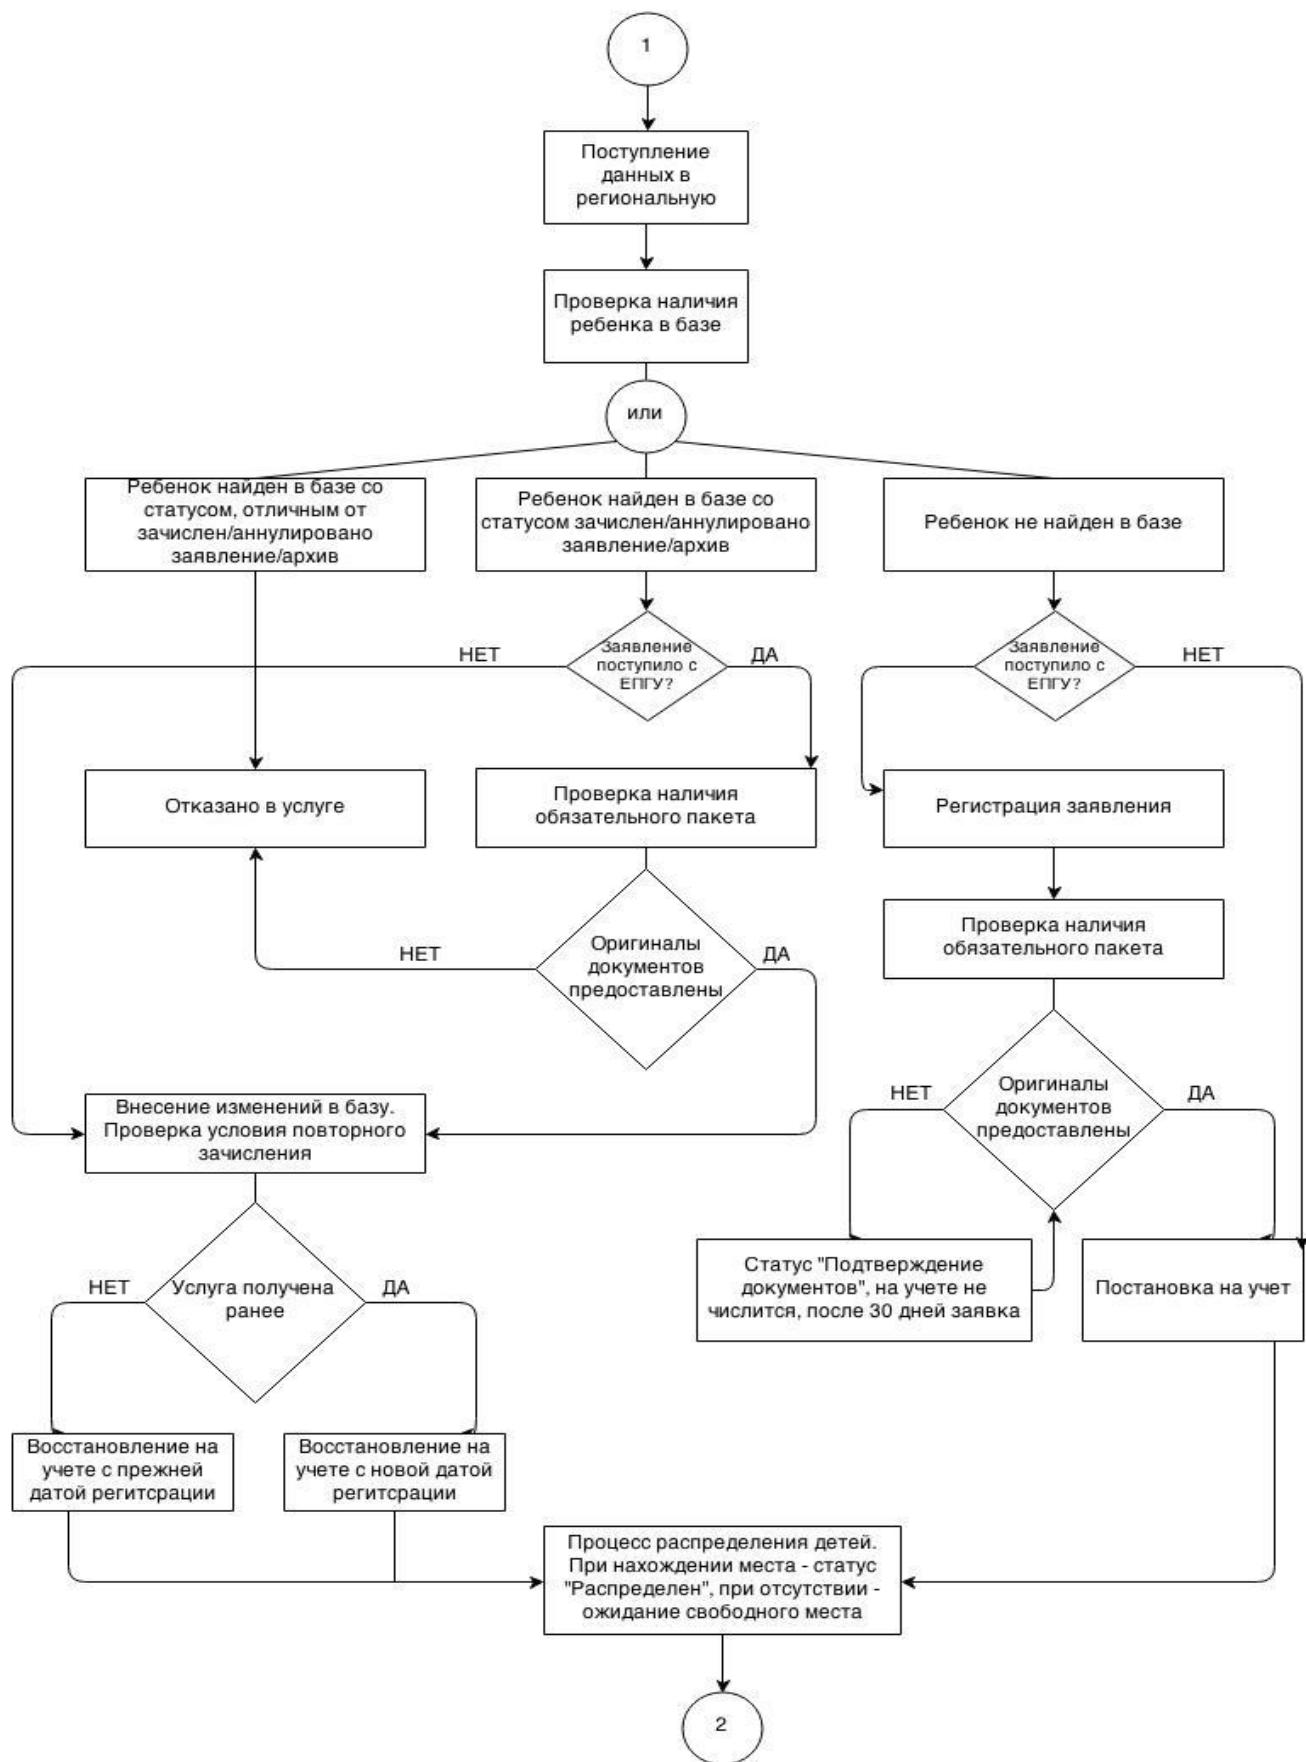 1
Поступление
данных в
региональную
Проверка наличия
ребенка в базе
или
Ребенок найден в базе со
статусом, отличным от
зачислен/аннулировано
заявление/архив
Ребенок найден в базе со
статусом зачислен/аннулировано
заявление/архив
Ребенок не найден в базе
НЕТ
Заявление
поступило с
ЕПГУ?
ДА
Заявление
поступило с
ЕПГУ?
НЕТ
Отказано в услуге
Проверка наличия
обязательного пакета
Регистрация заявления
Проверка наличия
обязательного пакета
НЕТ
Оригиналы
документов
предоставлены
ДА
НЕТ
Оригиналы
документов
предоставлены
ДА
Внесение изменений в базу.
Проверка условия повторного
зачисления
Статус "Подтверждение
документов", на учете не
числится, после 30 дней заявка
Постановка на учет
НЕТ
Услуга получена
ранее
ДА
Восстановление на
учете с прежней
датой регитсрации
Восстановление на
учете с новой датой
регитсрации
Процесс распределения детей.
При нахождении места - статус
"Распределен", при отсутствии -
ожидание свободного места
2